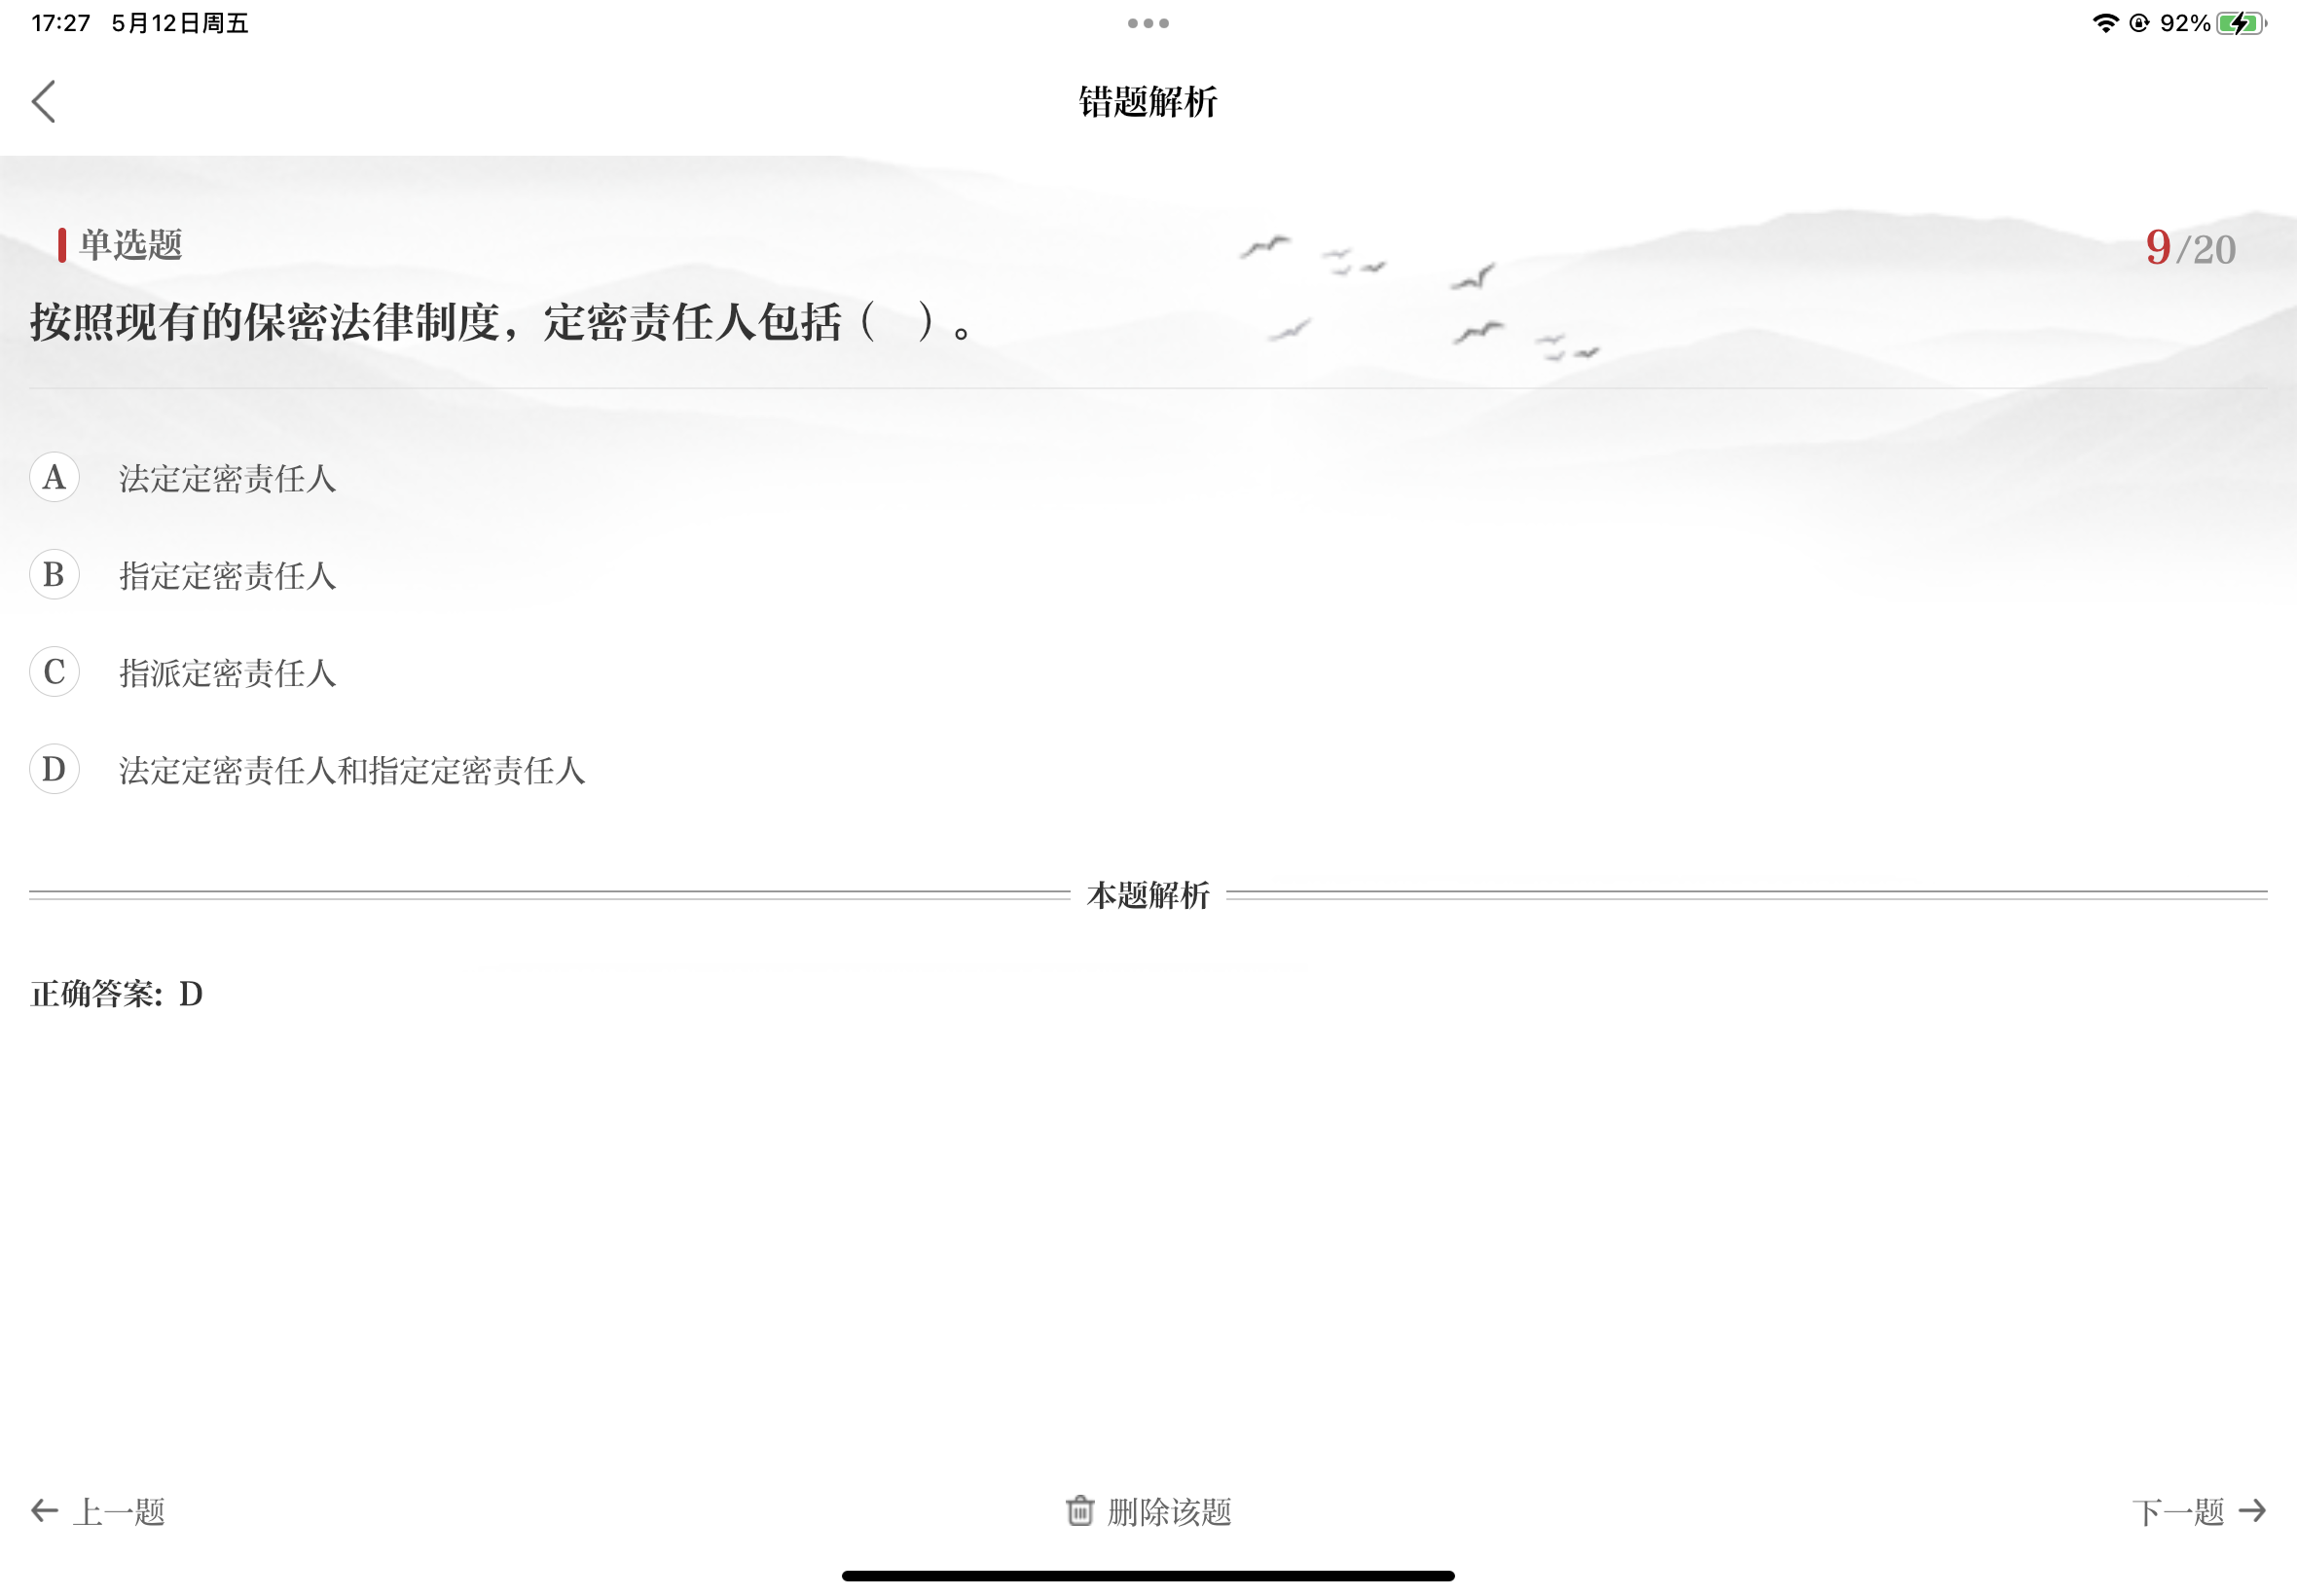 17:27 5月12日周五
92%
错题解析
单选题
9/20
按照现有的保密法律制度，定密责任人包括（ ）。
A 法定定密责任人
B 指定定密责任人
C 指派定密责任人
D 法定定密责任人和指定定密责任人
本题解析
正确答案: D
上一题 删除该题 下一题